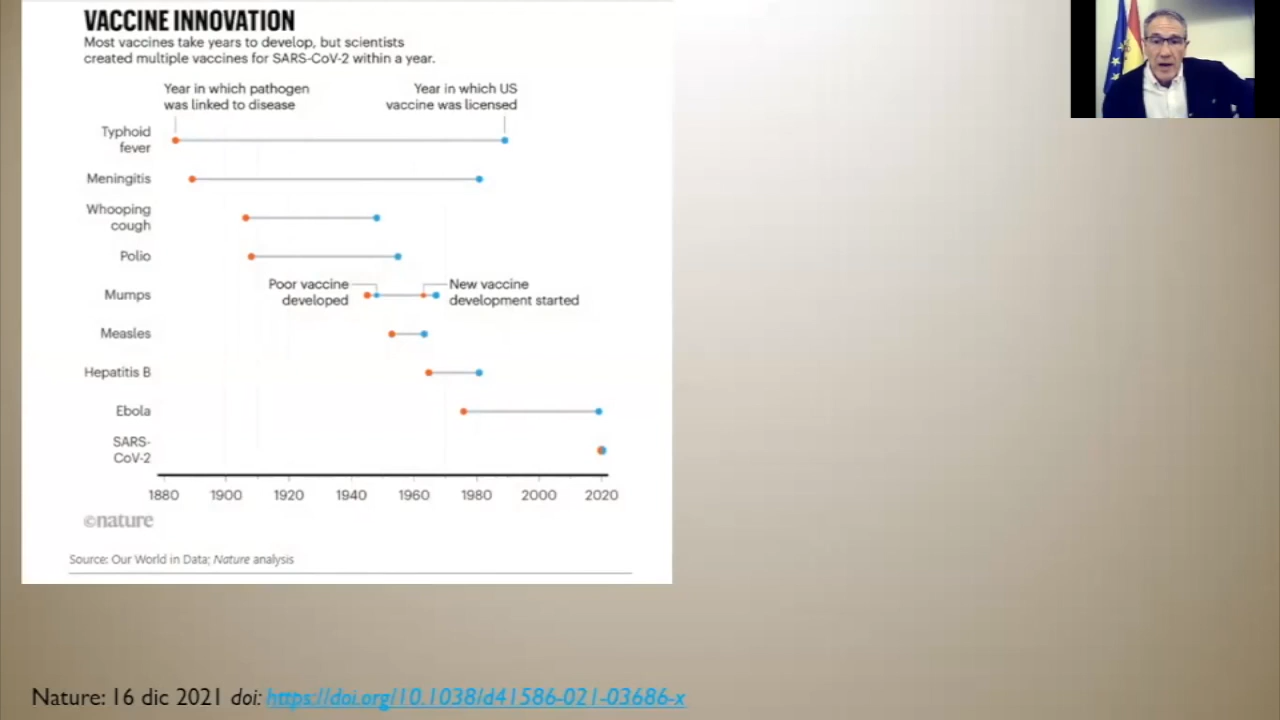 VACCINE INNOVATION
Most vaccines take years to develop, but scientists
created multiple vaccines for SARS-CoV-2 within a year.
Year in which pathogen
was linked to disease
Year in which US
vaccine was licensed
Typhoid
fever
Meningitis
Whooping
cough
Polio
Mumps
Poor vaccine
developed
New vaccine
development started
Measles
Hepatitis B
Ebola
SARS-
CoV-2
1880 1900 1920 1940 1960 1980 2000 2020
©nature
Source: Our World in Data; Nature analysis
Nature: 16 dic 2021 doi: https://doi.org/10.1038/d41586-021-03686-x